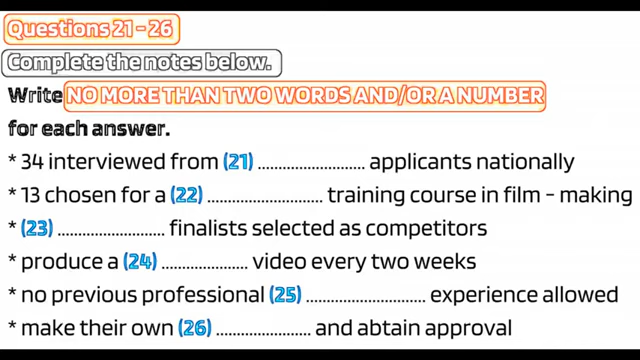 Questions 21 - 26
Complete the notes below.
Write NO MORE THAN TWO WORDS AND/OR A NUMBER
for each answer.
* 34 interviewed from (21) .......................... applicants nationally
* 13 chosen for a (22) ............................ training course in film - making
* (23) .......................... finalists selected as competitors
* produce a (24) ..................... video every two weeks
* no previous professional (25) ............................. experience allowed
* make their own (26) ....................... and abtain approval